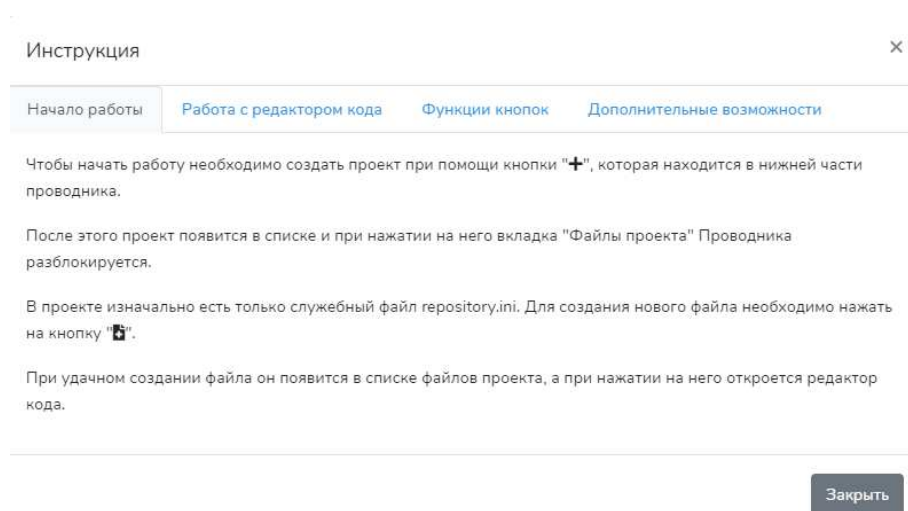 Инструкция
Начало работы Работа с редактором кода Функции кнопок Дополнительные возможности
Чтобы начать работу необходимо создать проект при помощи кнопки "+", которая находится в нижней части
проводника.
После этого проект появится в списке и при нажатии на него вкладка "Файлы проекта" Проводника
разблокируется.
В проекте изначально есть только служебный файл repository.ini. Для создания нового файла необходимо нажать
на кнопку "".
При удачном создании файла он появится в списке файлов проекта, а при нажатии на него откроется редактор
кода.
Закрыть